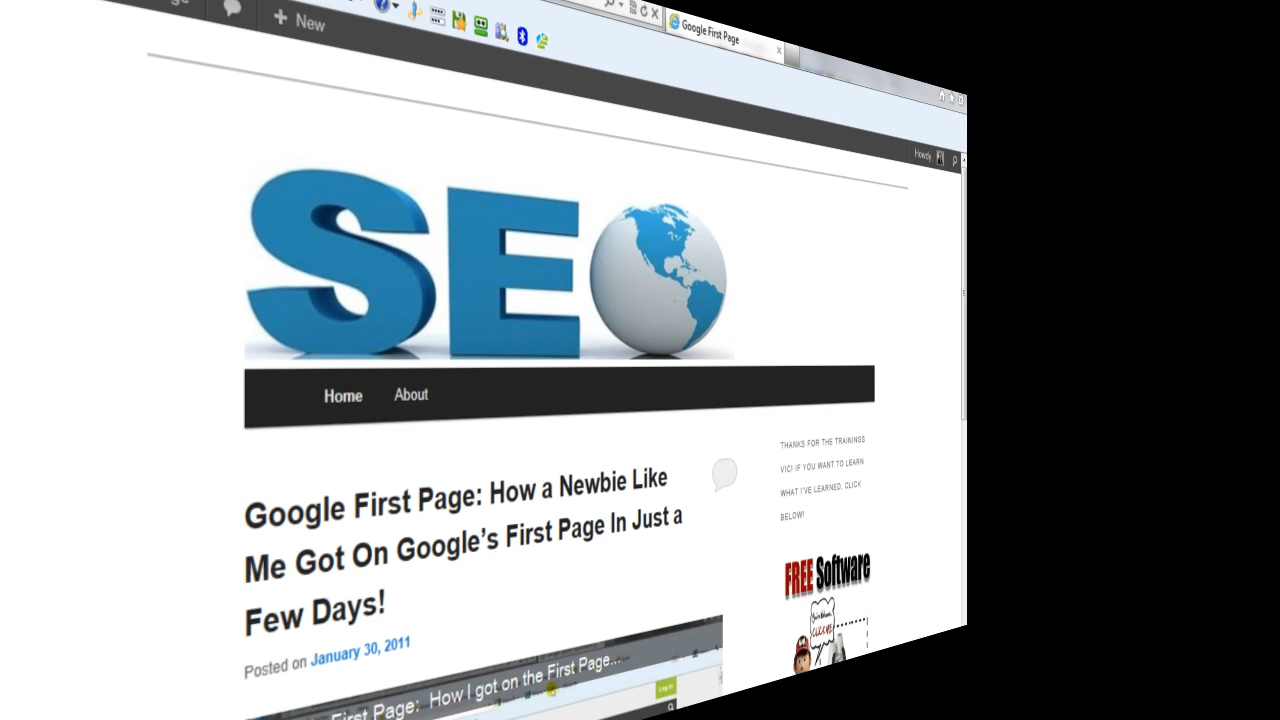 Google First Page
New
Howdy
SEO
Home About
Google First Page: How a Newbie Like
Me Got On Google's First Page In Just a
Few Days!
Posted on January 30, 2011
THANKS FOR THE TRAININGS
VIC! IF YOU WANT TO LEARN
WHAT I'VE LEARNED, CLICK
BELOW!
FREE Software
CLICK ME
First Page: How I got on the First Page...
Log In